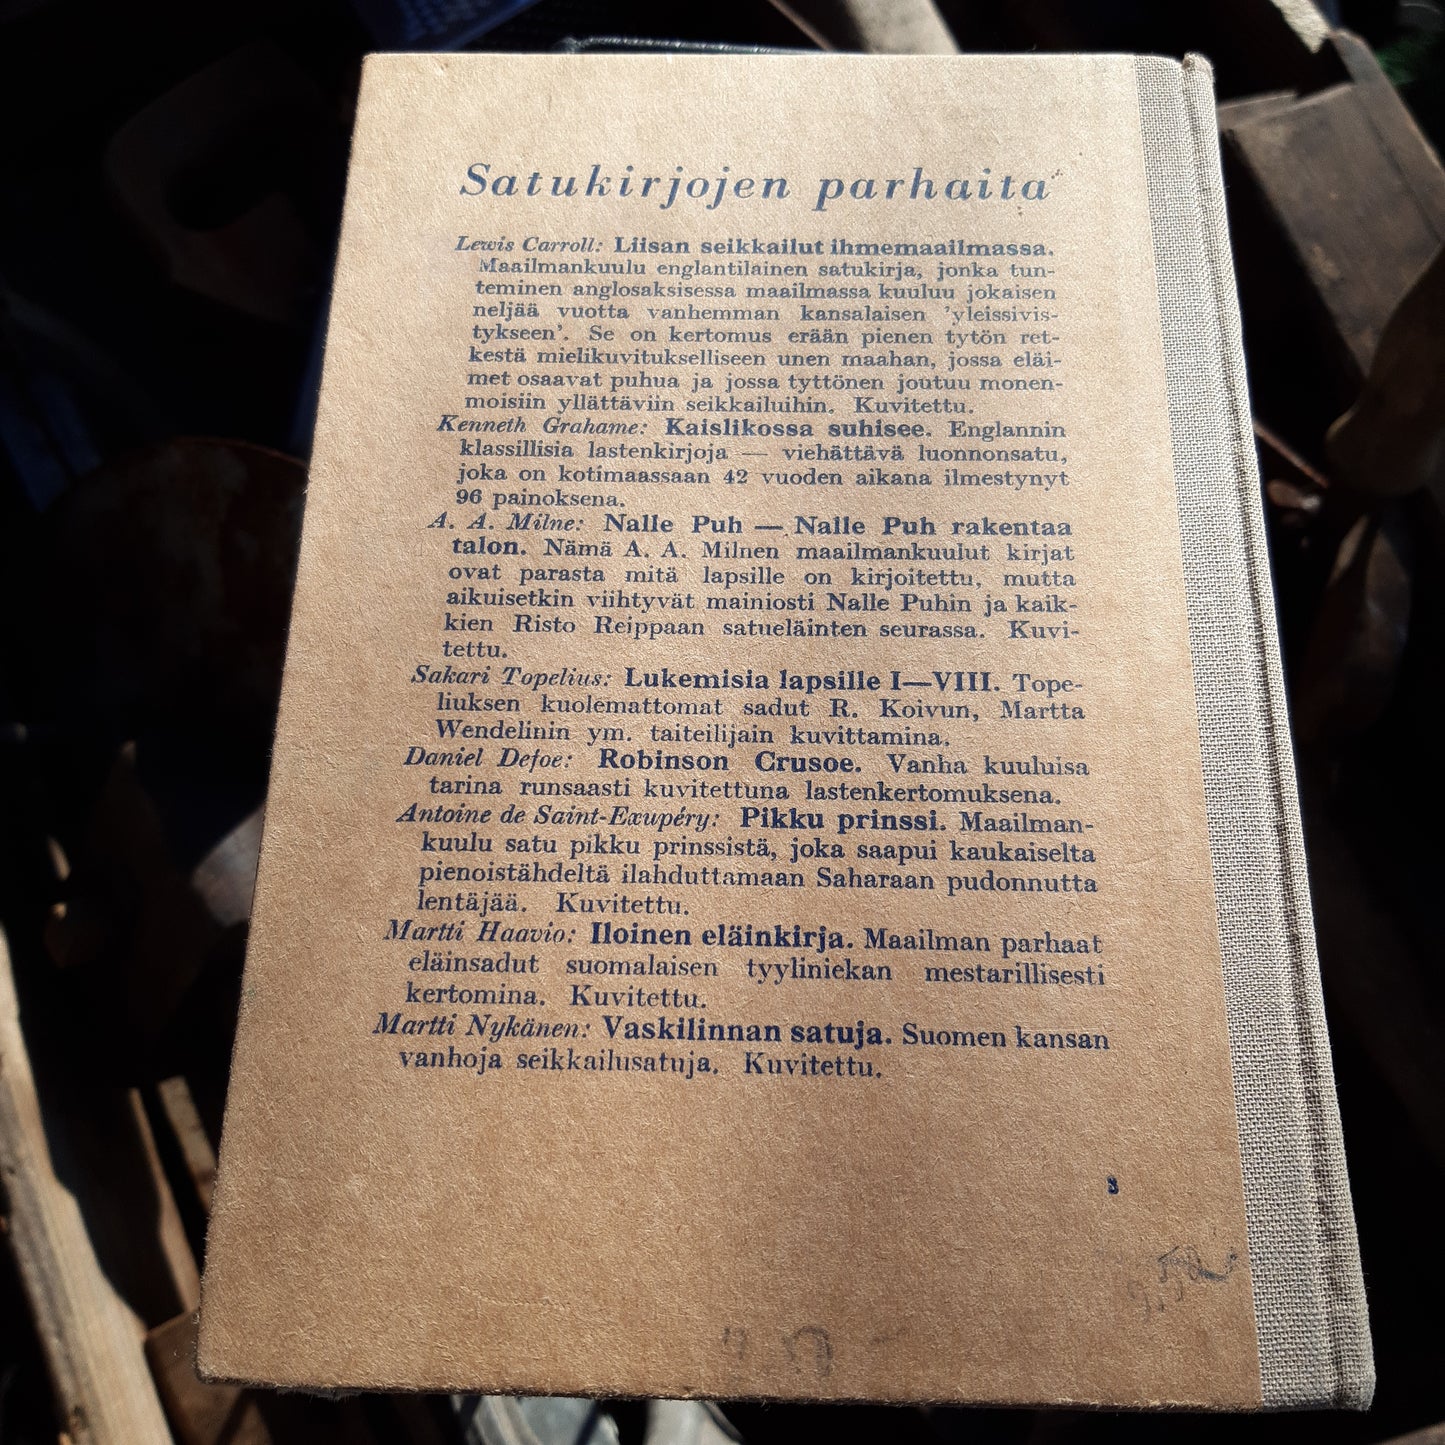 Satukirjojen parhaita
Lewis Carroll: Liisan seikkailut ihmemaailmassa.
Maailmankuulu englantilainen satukirja, jonka tun-
teminen anglosaksisessa maailmassa kuuluu jokaisen
neljää vuotta vanhemman kansalaisen 'yleissivis-
tykseen'. Se on kertomus erään pienen tytön ret-
kestä mielikuvitukselliseen unen maahan, jossa eläi-
met osaavat puhua ja jossa tyttönen joutuu monen-
moisiin yllättäviin seikkailuihin. Kuvitettu.
Kenneth Grahame: Kaislikossa suhisee. Englannin
klassillisia lastenkirjoja — viehättävä luonnonsatu,
joka on kotimaassaan 42 vuoden aikana ilmestynyt
96 painoksena.
A. A. Milne: Nalle Puh — Nalle Puh rakentaa
talon. Nämä A. A. Milnen maailmankuulut kirjat
ovat parasta mitä lapsille on kirjoitettu, mutta
aikuisetkin viihtyvät mainiosti Nalle Puhin ja kaik-
kien Risto Reippaan satueläinten seurassa. Kuvi-
tettu.
Sakari Topelius: Lukemisia lapsille I—VIII. Tope-
liuksen kuolemattomat sadut R. Koivun, Martta
Wendelinin ym. taiteilijain kuvittamina.
Daniel Defoe: Robinson Crusoe. Vanha kuuluisa
tarina runsaasti kuvitettuna lastenkertomuksena.
Antoine de Saint-Exupéry: Pikku prinssi. Maailman-
kuulu satu pikku prinssistä, joka saapui kaukaiselta
pienoistähdeltä ilahduttamaan Saharaan pudonnutta
lentäjää. Kuvitettu.
Martti Haavio: Iloinen eläinkirja. Maailman parhaat
eläinsadut suomalaisen tyyliniekan mestarillisesti
kertomina. Kuvitettu.
Martti Nykänen: Vaskilinnan satuja. Suomen kansan
vanhoja seikkailusatuja. Kuvitettu.